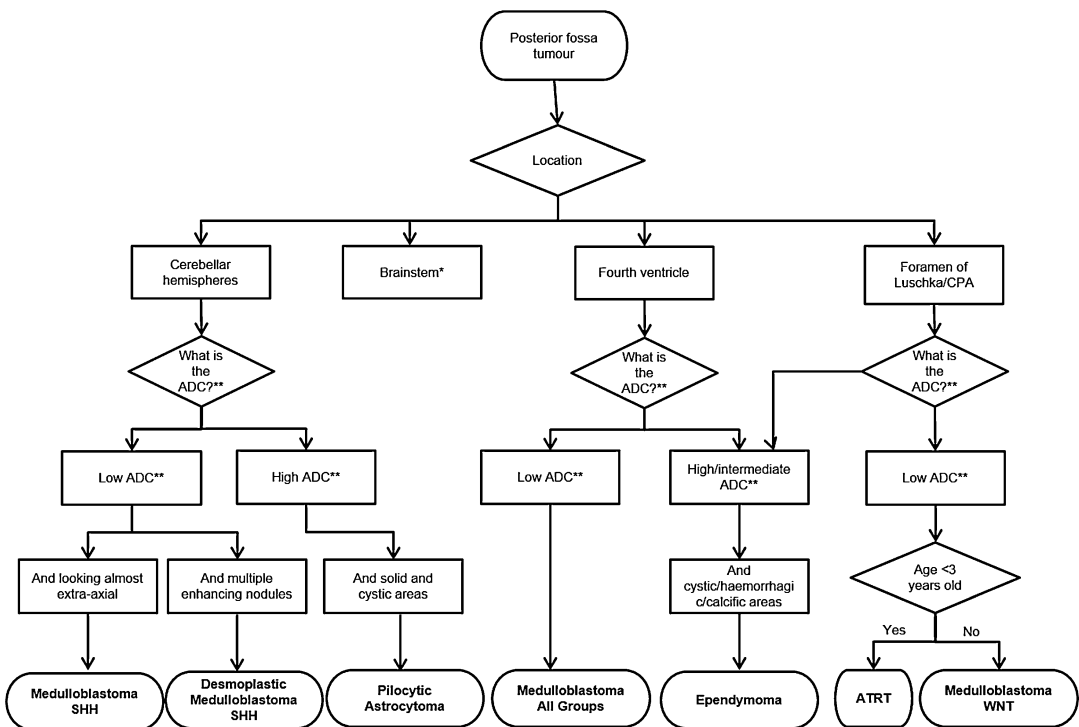 Posterior fossa
tumour
Location
Cerebellar
hemispheres
Brainstem*
Fourth ventricle
Foramen of
Luschka/CPA
What is
the
ADC?**
What is
the
ADC?**
What is
the
ADC?**
Low ADC**
High ADC**
Low ADC**
High/intermediate
ADC**
Low ADC**
And looking almost
extra-axial
And multiple
enhancing nodules
And solid and
cystic areas
And
cystic/haemorrhagi
c/calcific areas
Age <3
years old
Yes
No
Medulloblastoma
SHH
Desmoplastic
Medulloblastoma
SHH
Pilocytic
Astrocytoma
Medulloblastoma
All Groups
Ependymoma
ATRT
Medulloblastoma
WNT